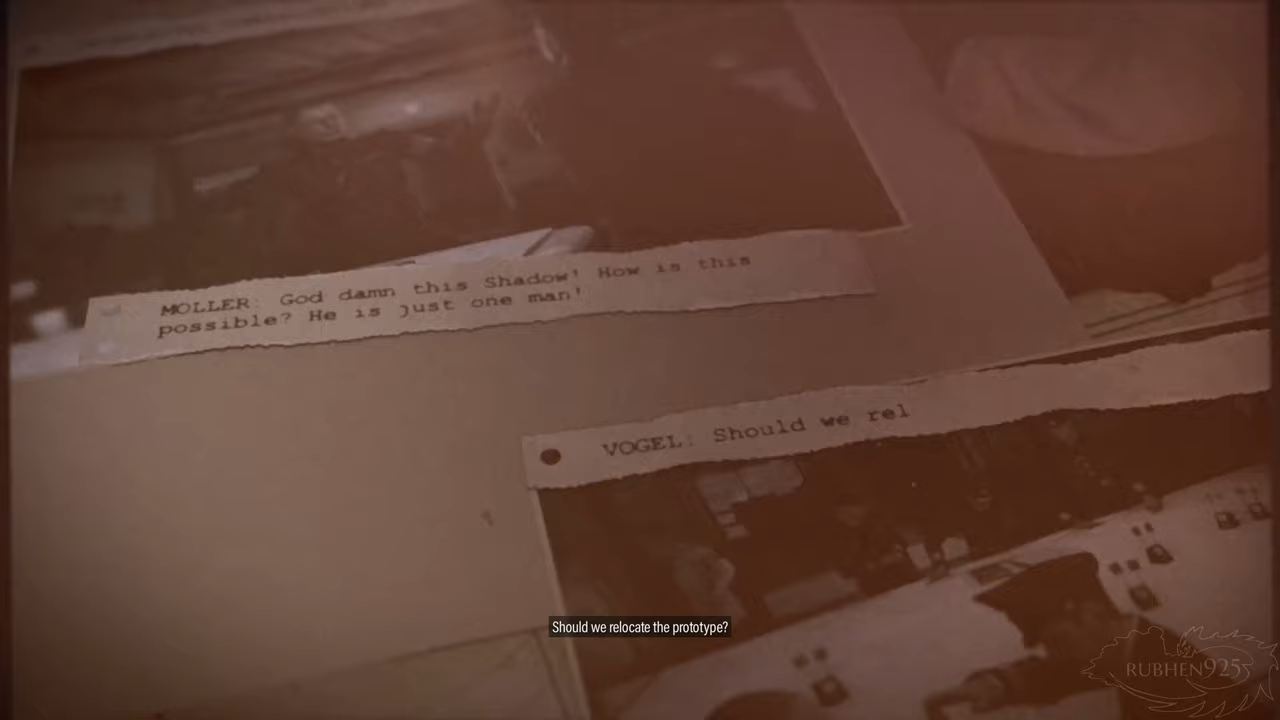 MOLLER: God damn this Shadow! How is this
possible? He is just one man!
VOGEL: Should we rel
Should we relocate the prototype?
RUBHEN925